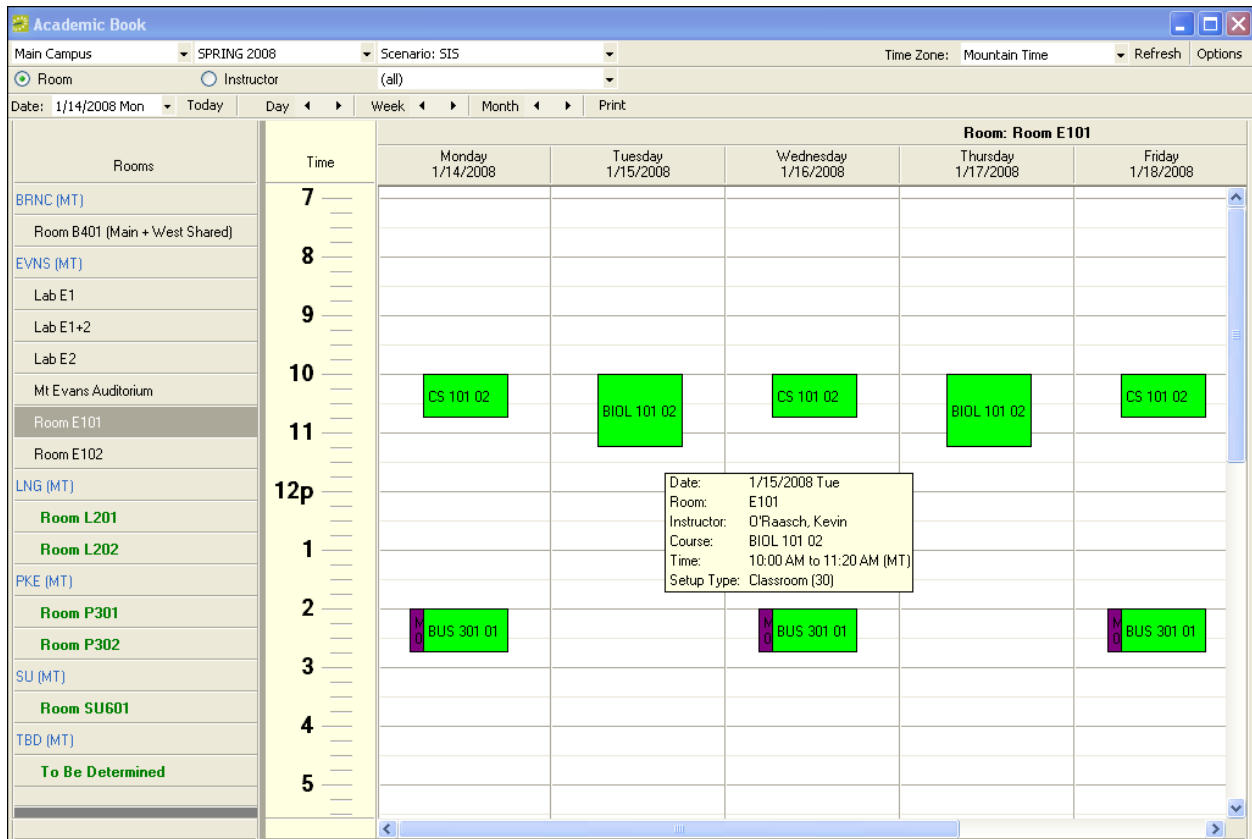 Academic Book
Main Campus SPRING 2008 Scenario: SIS Time Zone: Mountain Time Refresh Options
Room Instructor (all)
Date: 1/14/2008 Mon Today Day Week Month Print
Room: Room E101
Rooms Time Monday Tuesday Wednesday Thursday Friday
1/14/2008 1/15/2008 1/16/2008 1/17/2008 1/18/2008
BRNC (MT)
Room B401 (Main + West Shared)
EVNS (MT)
Lab E1
Lab E1+2
Lab E2
Mt Evans Auditorium
Room E101
Room E102
LNG (MT)
Room L201
Room L202
PKE (MT)
Room P301
Room P302
SU (MT)
Room SU601
TBD (MT)
To Be Determined
7
8
9
10
CS 101 02 BIOL 101 02 CS 101 02 BIOL 101 02 CS 101 02
11
12p
Date: 1/15/2008 Tue
Room: E101
Instructor: O'Raasch, Kevin
Course: BIOL 101 02
Time: 10:00 AM to 11:20 AM (MT)
Setup Type: Classroom (30)
1
2
M 0 BUS 301 01 M 0 BUS 301 01 M 0 BUS 301 01
3
4
5